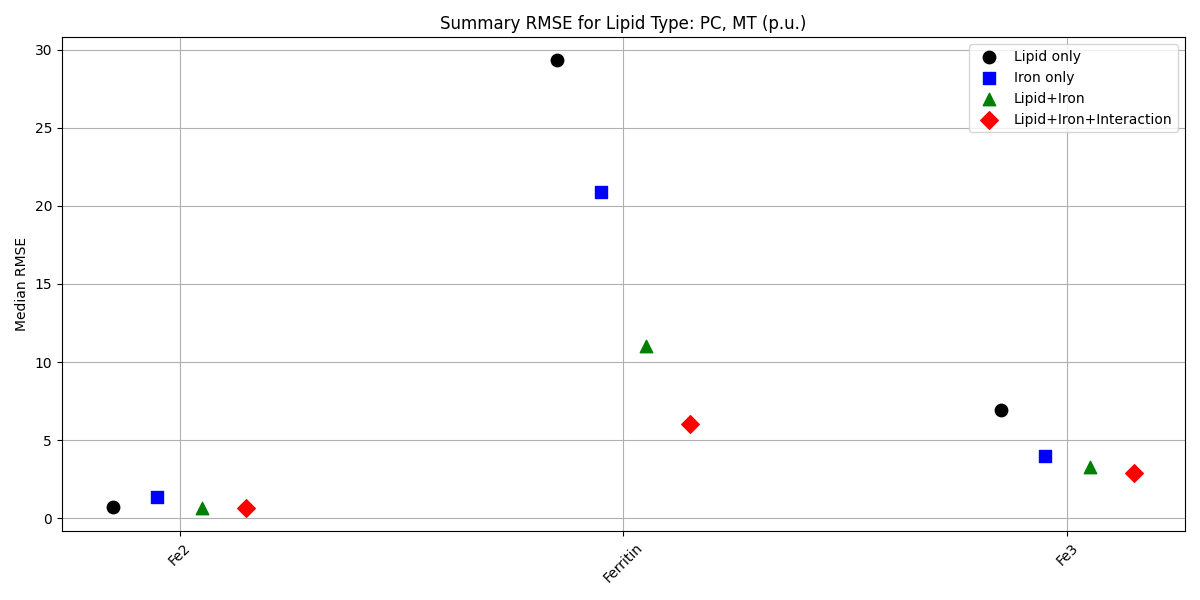 Summary RMSE for Lipid Type: PC, MT (p.u.)
Lipid only
Iron only
Lipid+Iron
Lipid+Iron+Interaction
Median RMSE
30
25
20
15
10
5
0
Fe2
Ferritin
Fe3